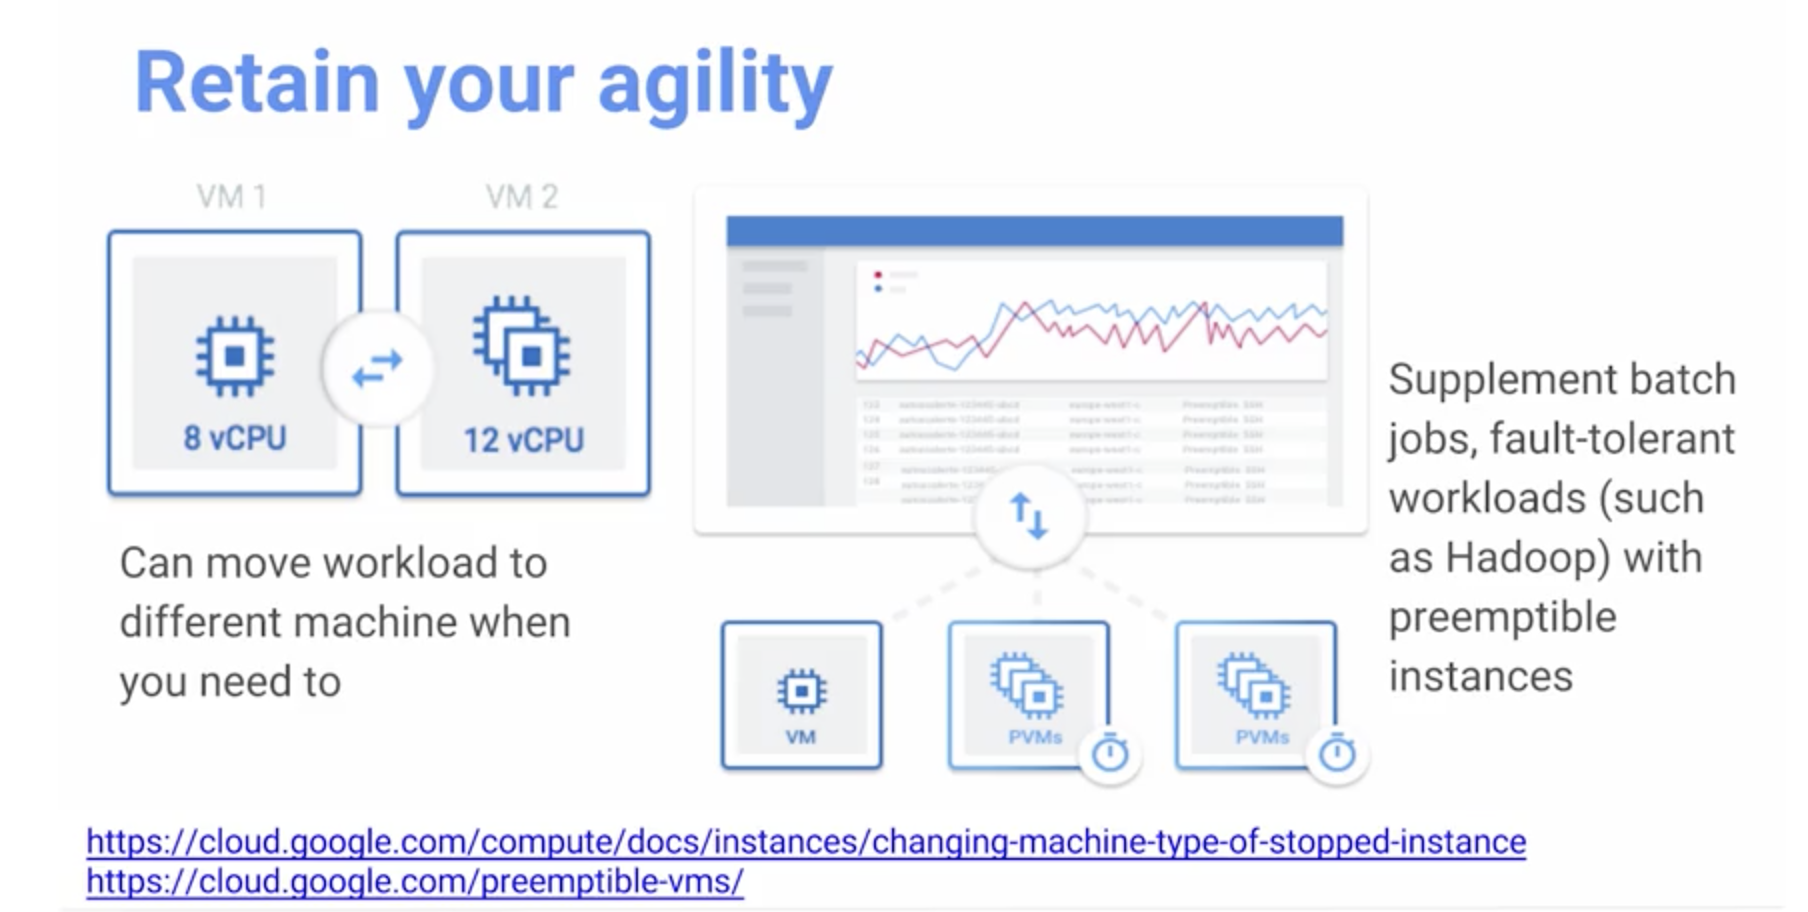 Retain your agility
VM 1
VM 2
8 vCPU
12 vCPU
Can move workload to
different machine when
you need to
VM
PVMs
PVMs
Supplement batch
jobs, fault-tolerant
workloads (such
as Hadoop) with
preemptible
instances
https://cloud.google.com/compute/docs/instances/changing-machine-type-of-stopped-instance
https://cloud.google.com/preemptible-vms/